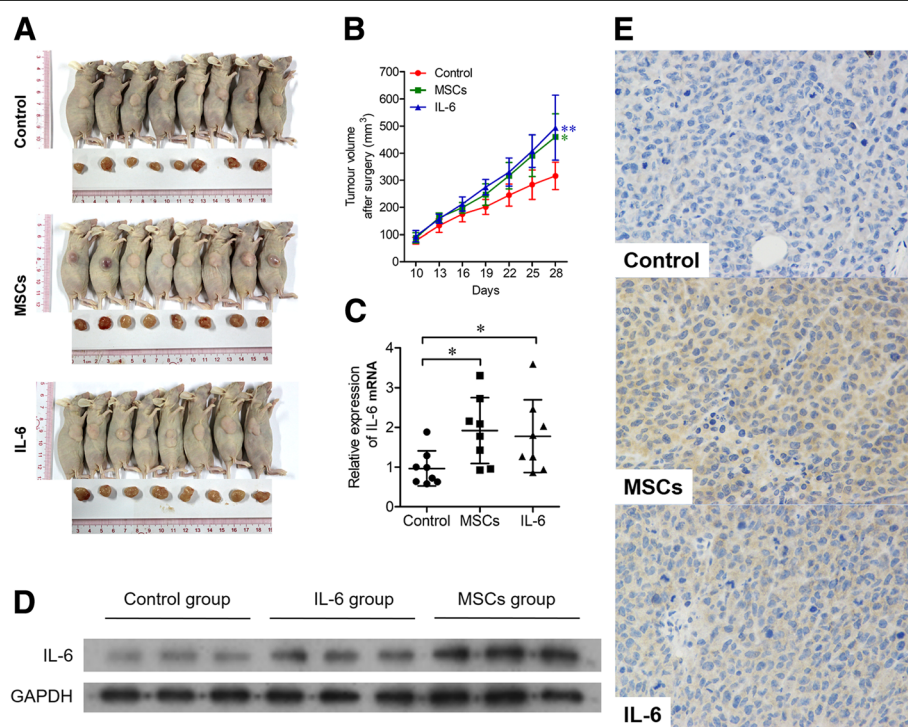 A
Control
MSCs
IL-6
B
Tumour volume
after surgery (mm³)
700
600
500
400
300
200
100
0
Control
MSCs
IL-6
**
*
10 13 16 19 22 25 28
Days
C
Relative expression
of IL-6 mRNA
4
3
2
1
0
*
*
Control MSCs IL-6
D
Control group IL-6 group MSCs group
IL-6
GAPDH
E
Control
MSCs
IL-6